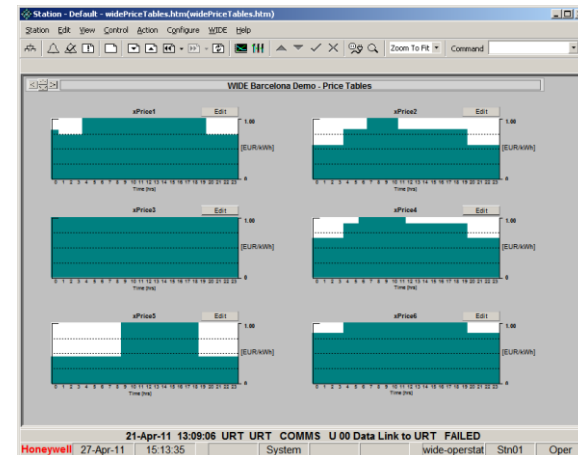 Station - Default - widePriceTables.htm(widePriceTables.htm)
Station Edit View Control Action Configure WIDE Help
Zoom To Fit Command
WIDE Barcelona Demo - Price Tables
xPrice1 Edit xPrice2 Edit
1.00 1.00
[EUR/kWh] [EUR/kWh]
0 0
0 1 2 3 4 5 6 7 8 9 10 11 12 13 14 15 16 17 18 19 20 21 22 23 0 1 2 3 4 5 6 7 8 9 10 11 12 13 14 15 16 17 18 19 20 21 22 23
Time [hrs] Time [hrs]
xPrice3 Edit xPrice4 Edit
1.00 1.00
[EUR/kWh] [EUR/kWh]
0 0
0 1 2 3 4 5 6 7 8 9 10 11 12 13 14 15 16 17 18 19 20 21 22 23 0 1 2 3 4 5 6 7 8 9 10 11 12 13 14 15 16 17 18 19 20 21 22 23
Time [hrs] Time [hrs]
xPrice5 Edit xPrice6 Edit
1.00 1.00
[EUR/kWh] [EUR/kWh]
0 0
0 1 2 3 4 5 6 7 8 9 10 11 12 13 14 15 16 17 18 19 20 21 22 23 0 1 2 3 4 5 6 7 8 9 10 11 12 13 14 15 16 17 18 19 20 21 22 23
Time [hrs] Time [hrs]
21-Apr-11 13:09:06 URT URT COMMS U 00 Data Link to URT FAILED
Honeywell 27-Apr-11 15:13:35 System wide-operstat Stn01 Oper